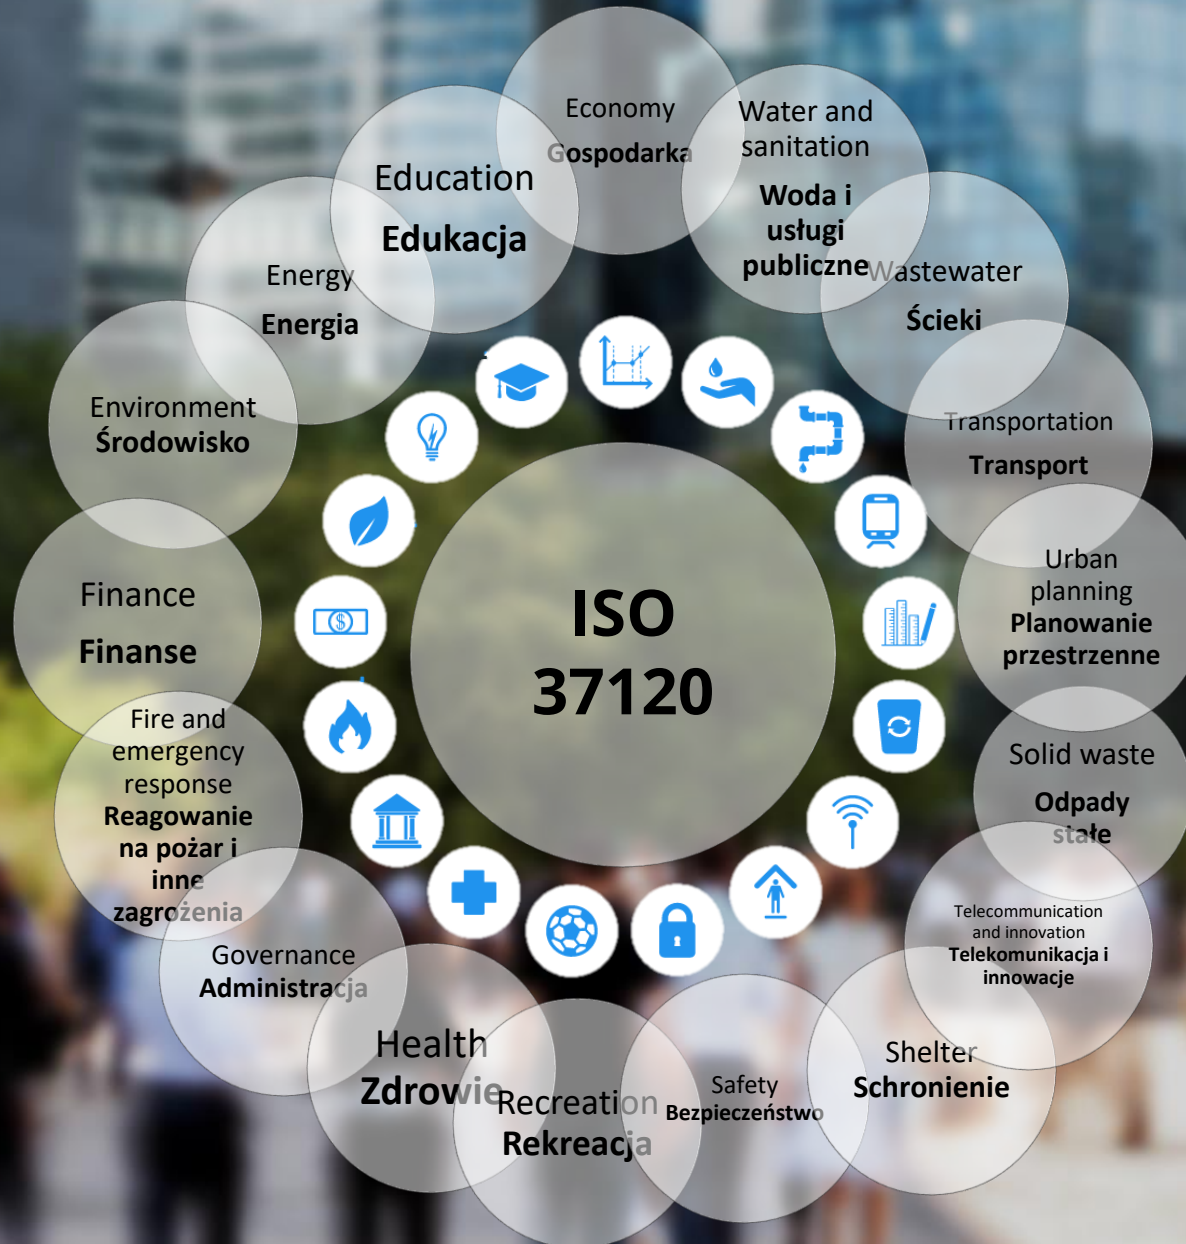 Economy
Gospodarka
Water and
sanitation
Woda i
usługi
publiczne
Wastewater
Ścieki
Transportation
Transport
Urban
planning
Planowanie
przestrzenne
Solid waste
Odpady
stałe
Telecommunication
and innovation
Telekomunikacja i
innowacje
Shelter
Schronienie
Safety
Bezpieczeństwo
Recreation
Rekreacja
Health
Zdrowie
Governance
Administracja
Fire and
emergency
response
Reagowanie
na pożar i
inne
zagrożenia
Finance
Finanse
Environment
Środowisko
Energy
Energia
Education
Edukacja
ISO
37120